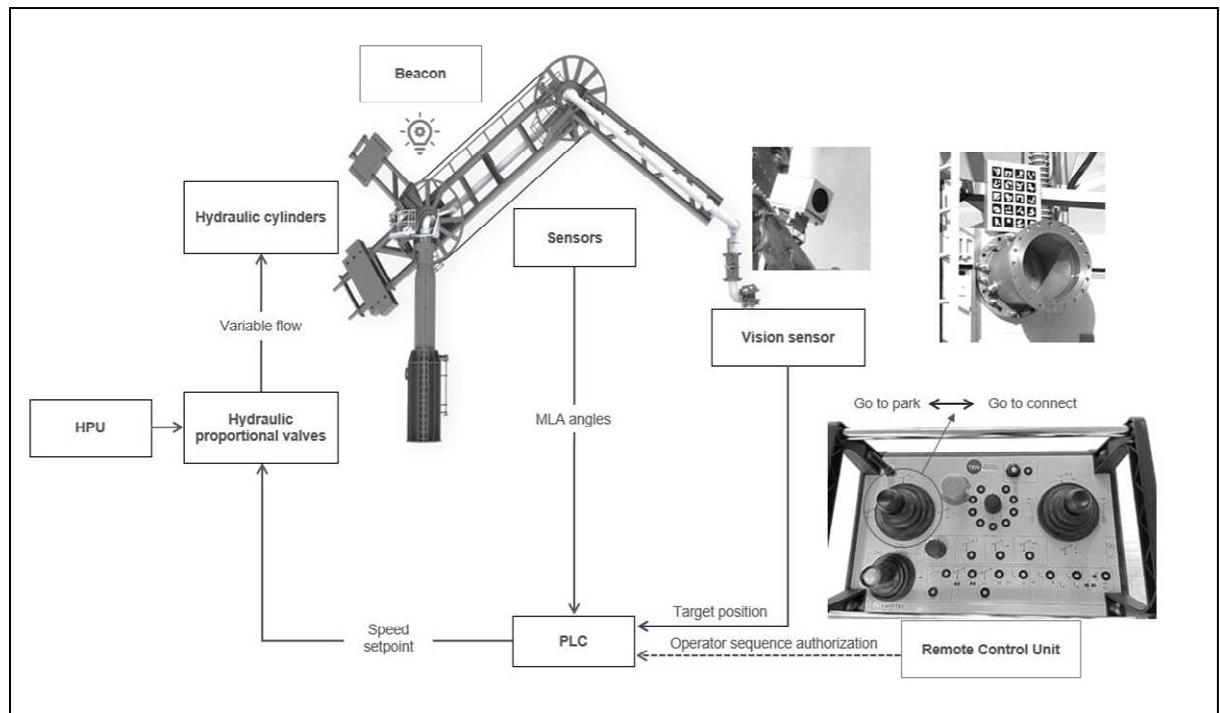 Beacon
Hydraulic cylinders
Sensors
Variable flow
Vision sensor
HPU
Hydraulic
proportional valves
MLA angles
Go to park
Go to connect
Target position
Speed
setpoint
PLC
Operator sequence authorization
Remote Control Unit